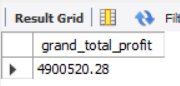 Result Grid
grand_total_profit
4900520.28